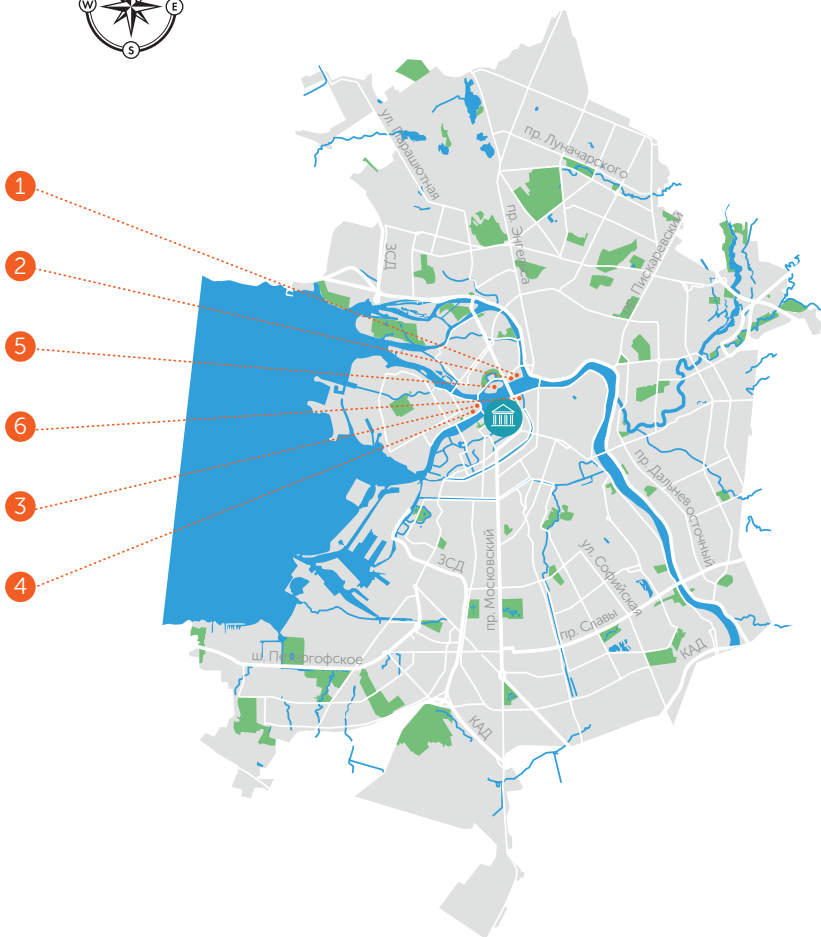 W
E
S
ул. Парашютная
пр. Луначарского
1
пр. Энгельса
Пискаревский
ЗСД
2
5
6
пр. Дальневосточный
3
ЗСД
пр. Московский
ул. Софийская
4
пр. Славы
КАД
ш. Петергофское
КАД